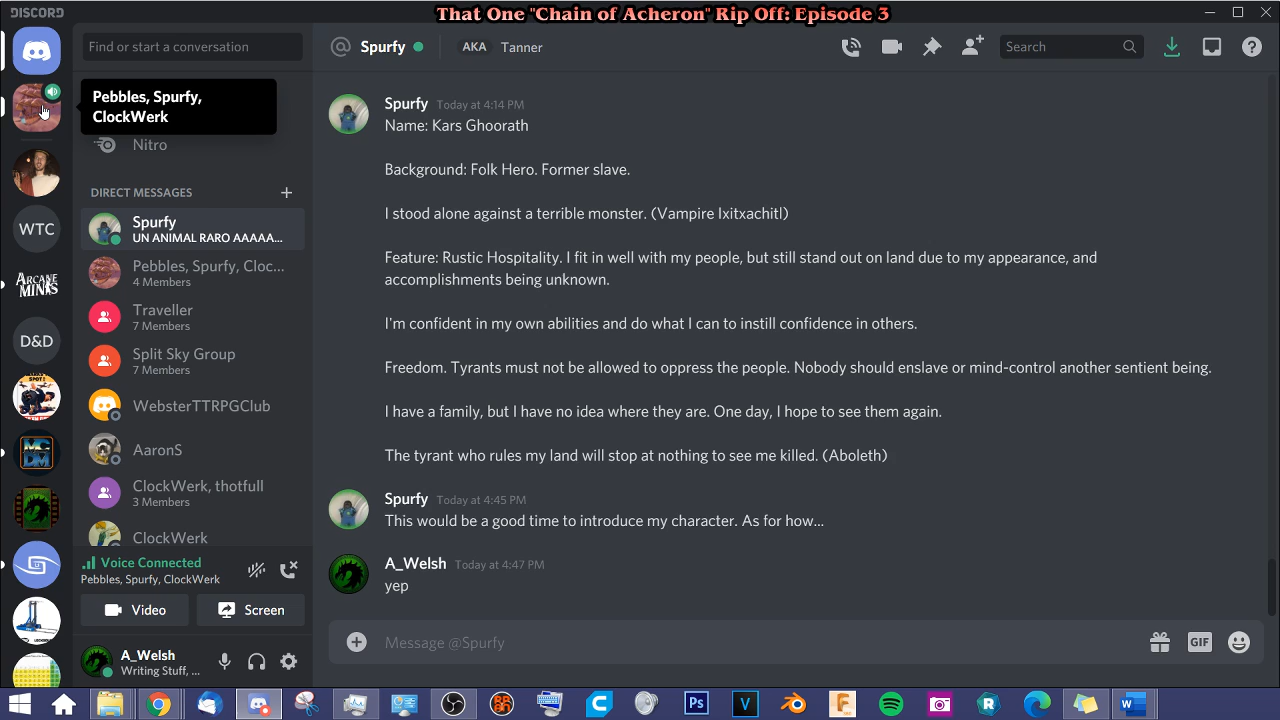 DISCORD
That One "Chain of Acheron" Rip Off: Episode 3
Find or start a conversation
@ Spurfy AKA Tanner
Search
Pebbles, Spurfy,
ClockWerk
Nitro
DIRECT MESSAGES
Spurfy
UN ANIMAL RARO AAAAA...
Pebbles, Spurfy, Cloc...
4 Members
Traveller
7 Members
Split Sky Group
7 Members
WebsterTTRPGClub
AaronS
ClockWerk, thotfull
3 Members
ClockWerk
WTC
ARCANE
MINDS
D&D
SPOT!
MCDM
Voice Connected
Pebbles, Spurfy, ClockWerk
Video
Screen
A_Welsh
Writing Stuff, ...
Spurfy Today at 4:14 PM
Name: Kars Ghoorath
Background: Folk Hero. Former slave.
I stood alone against a terrible monster. (Vampire Ixitxachitl)
Feature: Rustic Hospitality. I fit in well with my people, but still stand out on land due to my appearance, and
accomplishments being unknown.
I'm confident in my own abilities and do what I can to instill confidence in others.
Freedom. Tyrants must not be allowed to oppress the people. Nobody should enslave or mind-control another sentient being.
I have a family, but I have no idea where they are. One day, I hope to see them again.
The tyrant who rules my land will stop at nothing to see me killed. (Aboleth)
Spurfy Today at 4:45 PM
This would be a good time to introduce my character. As for how...
A_Welsh Today at 4:47 PM
yep
Message @Spurfy
GIF
Ps
V
F
R
W